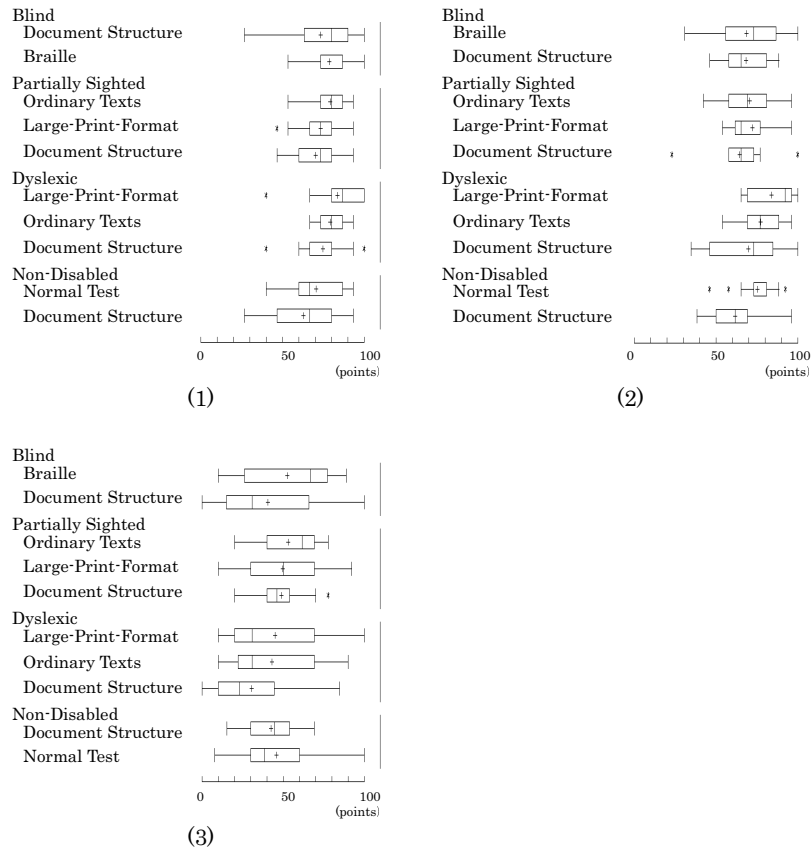 Blind
Document Structure
Braille
Partially Sighted
Ordinary Texts
Large-Print-Format
Document Structure
Dyslexic
Large-Print-Format
Ordinary Texts
Document Structure
Non-Disabled
Normal Test
Document Structure
0 50 100
(points)
(1)
Blind
Braille
Document Structure
Partially Sighted
Ordinary Texts
Large-Print-Format
Document Structure
Dyslexic
Large-Print-Format
Ordinary Texts
Document Structure
Non-Disabled
Normal Test
Document Structure
0 50 100
(points)
(2)
Blind
Braille
Document Structure
Partially Sighted
Ordinary Texts
Large-Print-Format
Document Structure
Dyslexic
Large-Print-Format
Ordinary Texts
Document Structure
Non-Disabled
Document Structure
Normal Test
0 50 100
(points)
(3)